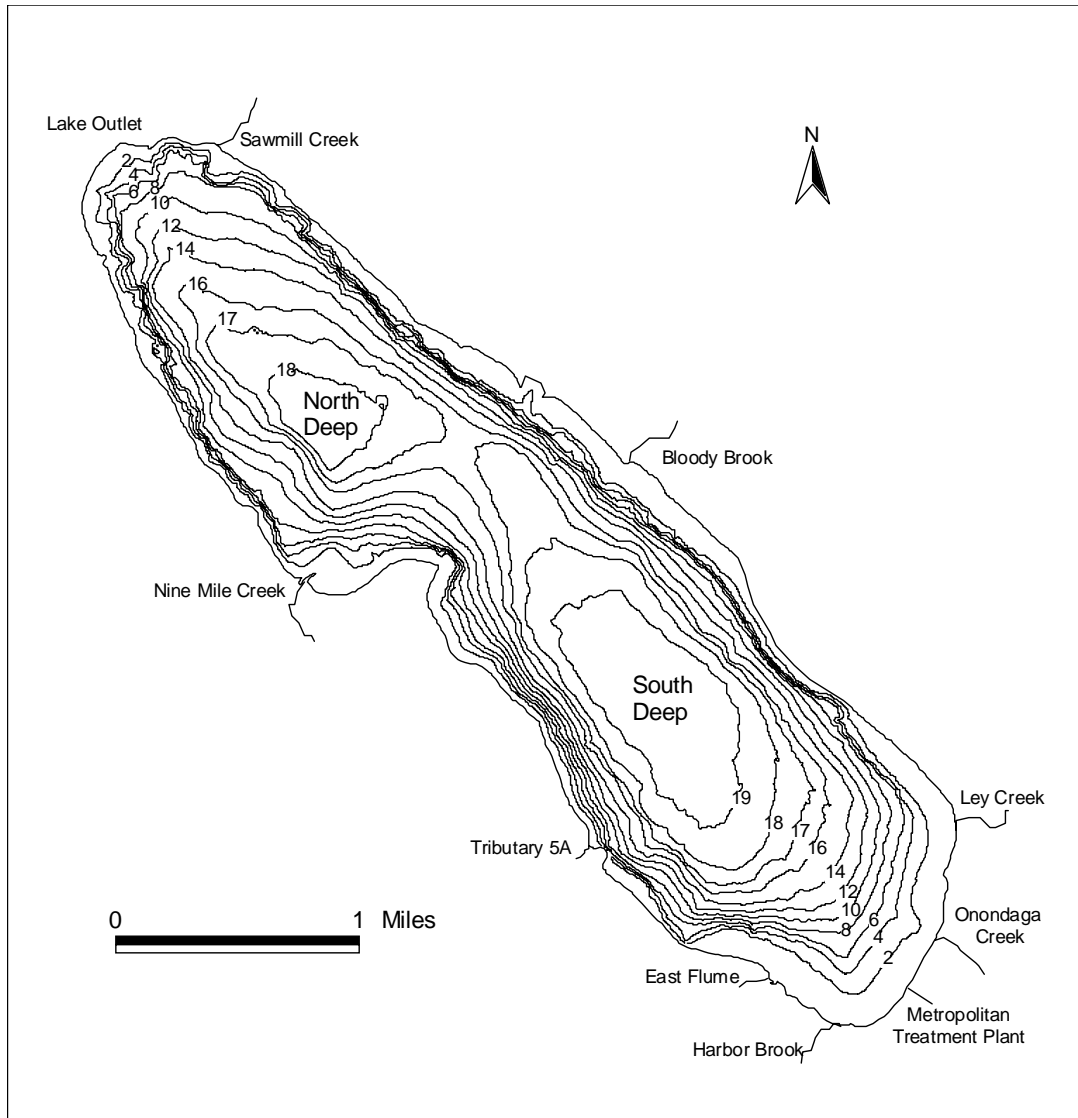 Lake Outlet
Sawmill Creek
N
2
4
6
8
10
12
14
16
17
18
North
Deep
Bloody Brook
Nine Mile Creek
South
Deep
19
18
17
16
14
12
10
8
6
4
2
Ley Creek
Tributary 5A
0 1 Miles
Onondaga
Creek
East Flume
Metropolitan
Treatment Plant
Harbor Brook